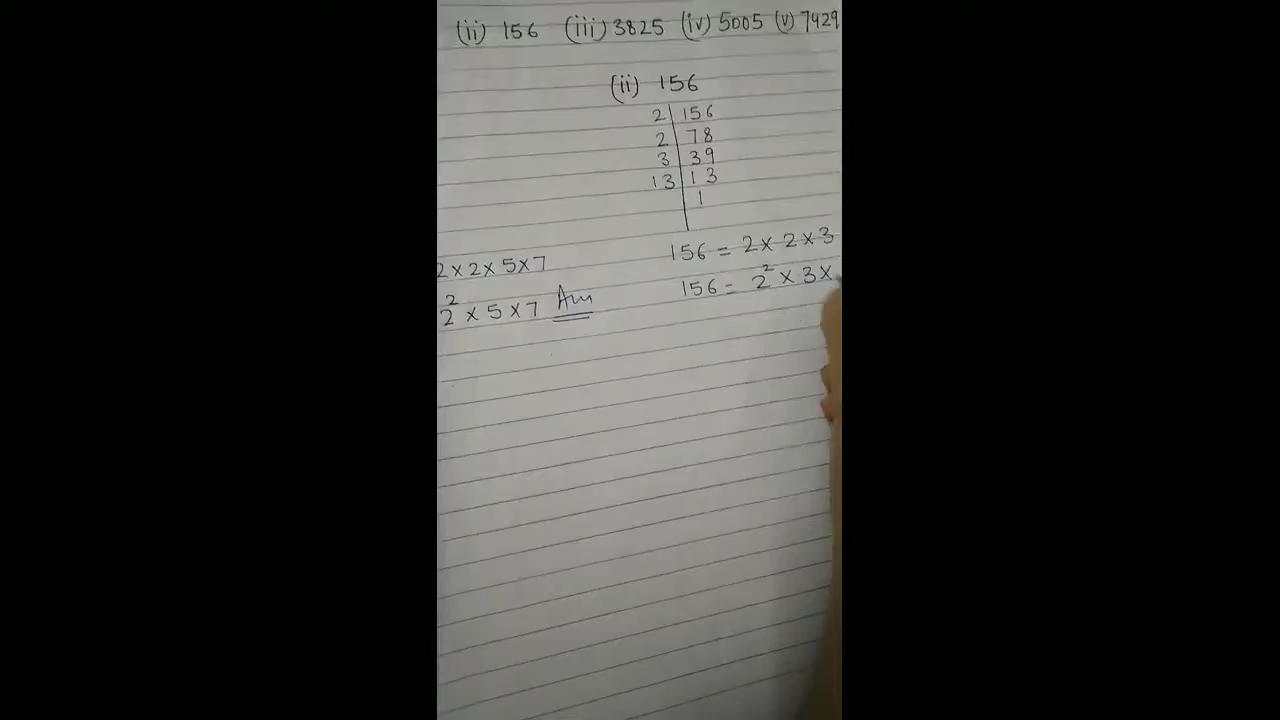 (ii) 156 (iii) 3825 (iv) 5005 (v) 7429
(ii) 156
2 | 156
2 | 78
3 | 39
13 | 13
1
2×2×5×7
2² × 5 × 7 Ans
156 = 2 × 2 × 3
156 = 2² × 3 ×